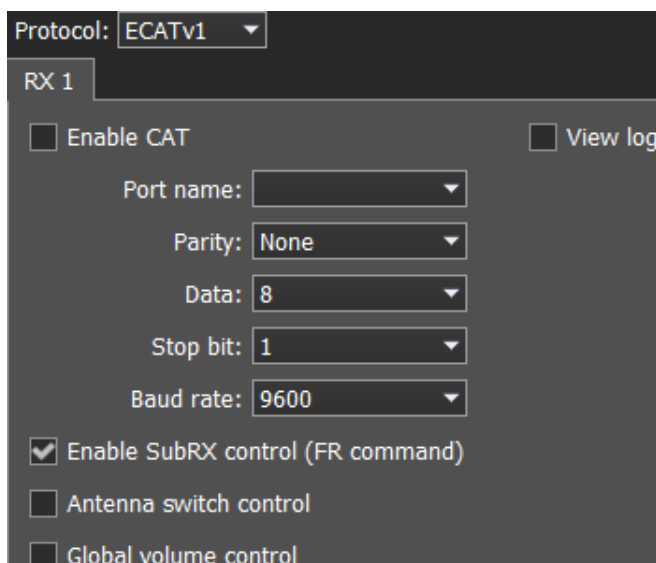 Protocol: ECATv1
RX 1
Enable CAT View log
Port name:
Parity: None
Data: 8
Stop bit: 1
Baud rate: 9600
Enable SubRX control (FR command)
Antenna switch control
Global volume control